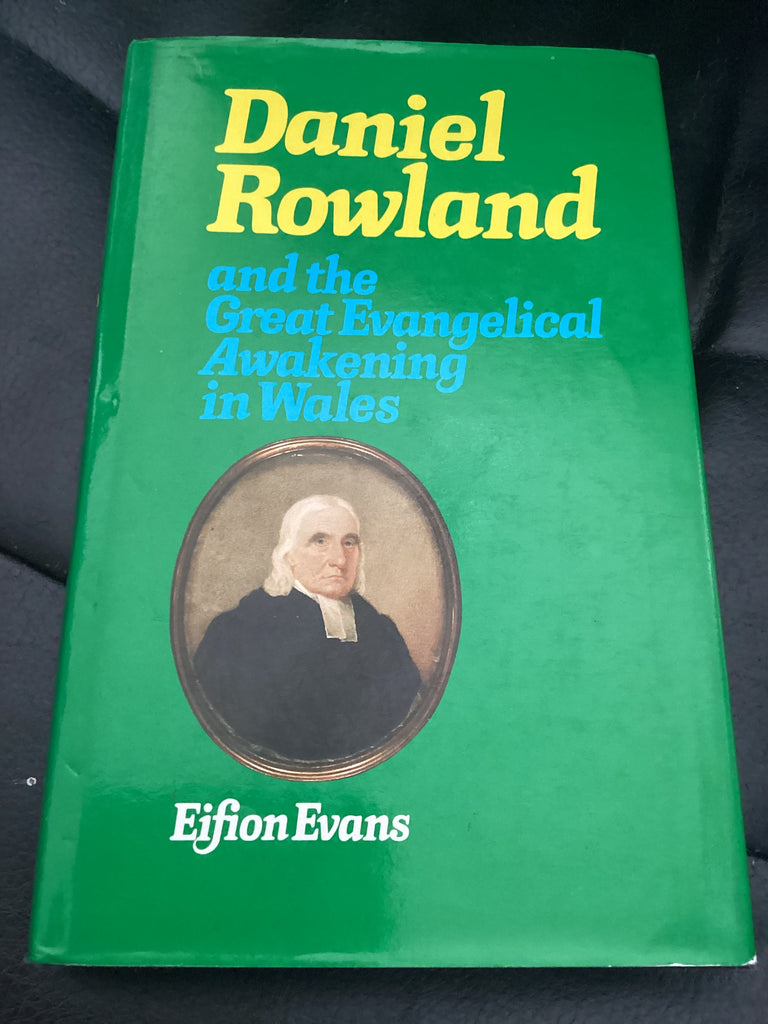 Daniel
Rowland
and the
Great Evangelical
Awakening
in Wales
Eifion Evans